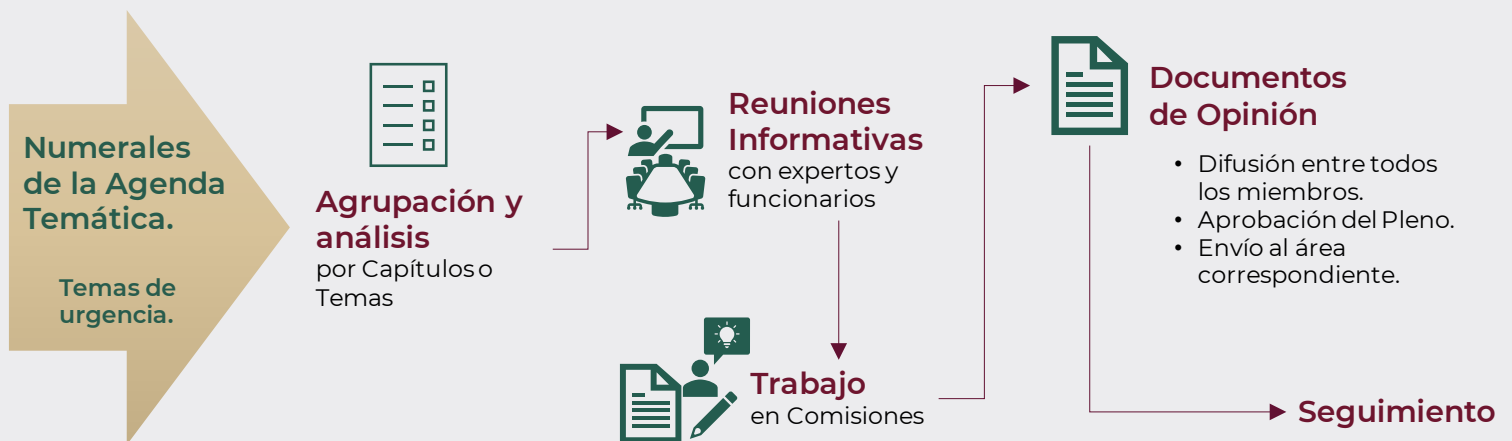 Numerales
de la Agenda
Temática.
Temas de
urgencia.
Agrupación y
análisis
por Capítulos o
Temas
Reuniones
Informativas
con expertos y
funcionarios
Trabajo
en Comisiones
Documentos
de Opinión
• Difusión entre todos
los miembros.
• Aprobación del Pleno.
• Envío al área
correspondiente.
Seguimiento